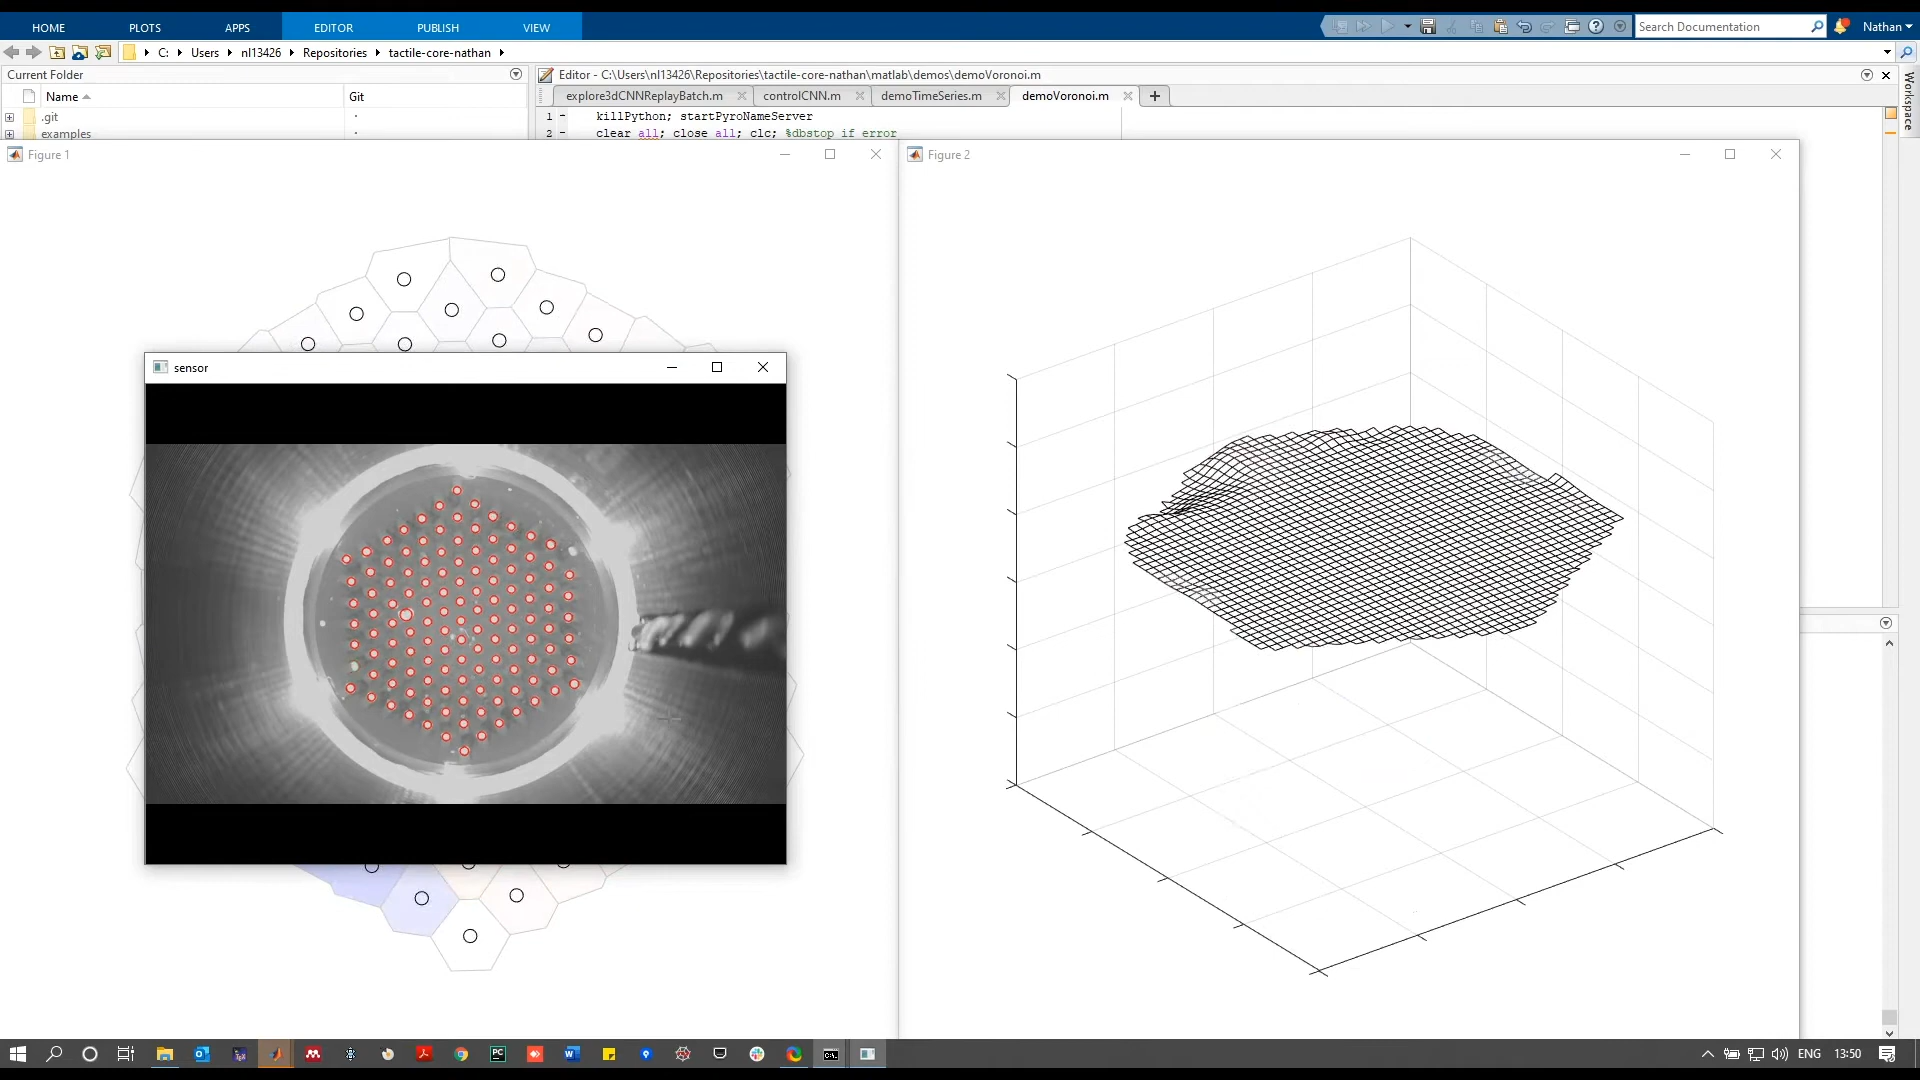 HOME PLOTS APPS EDITOR PUBLISH VIEW Search Documentation Nathan
C: Users nl13426 Repositories tactile-core-nathan
Current Folder
Editor - C:\Users\nl13426\Repositories\tactile-core-nathan\matlab\demos\demoVoronoi.m
Name Git
explore3dCNNReplayBatch.m controlCNN.m demoTimeSeries.m demoVoronoi.m
Workspace
.git
1 killPython; startPyroNameServer
examples
2 clear all; close all; clc; %dbstop if error
Figure 1
Figure 2
sensor
ENG 13:50